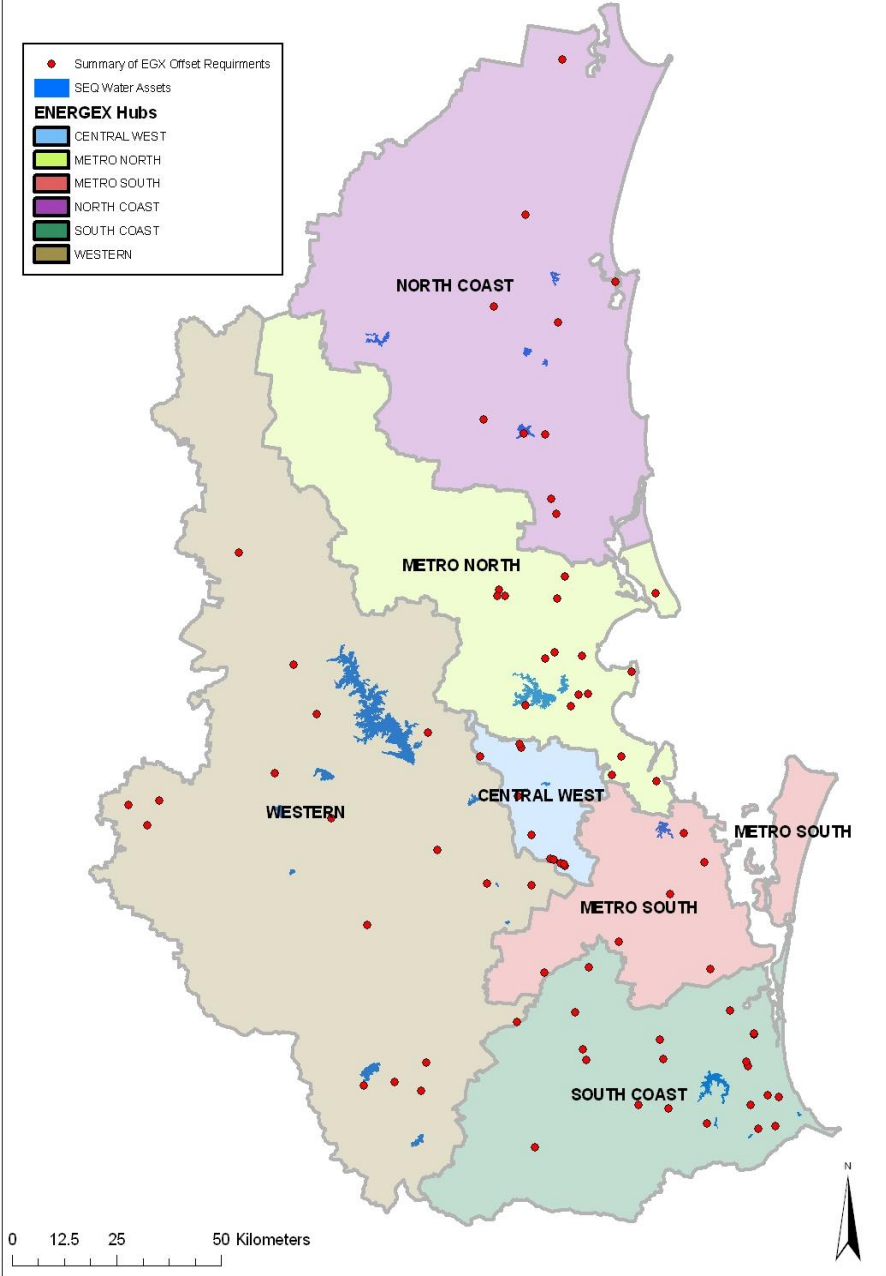 Summary of EGX Offset Requirments
SEQ Water Assets
ENERGEX Hubs
CENTRAL WEST
METRO NORTH
METRO SOUTH
NORTH COAST
SOUTH COAST
WESTERN
NORTH COAST
METRO NORTH
CENTRAL WEST
WESTERN
METRO SOUTH
METRO SOUTH
SOUTH COAST
N
0 12.5 25 50 Kilometers